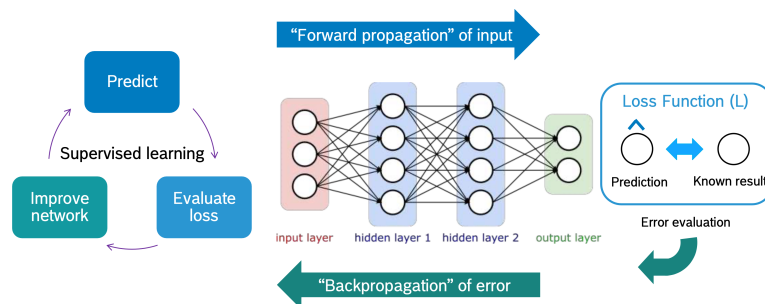 “Forward propagation” of input
Predict
Supervised learning
Improve
network
Evaluate
loss
input layer
hidden layer 1
hidden layer 2
output layer
Loss Function (L)
Prediction
Known result
Error evaluation
“Backpropagation” of error